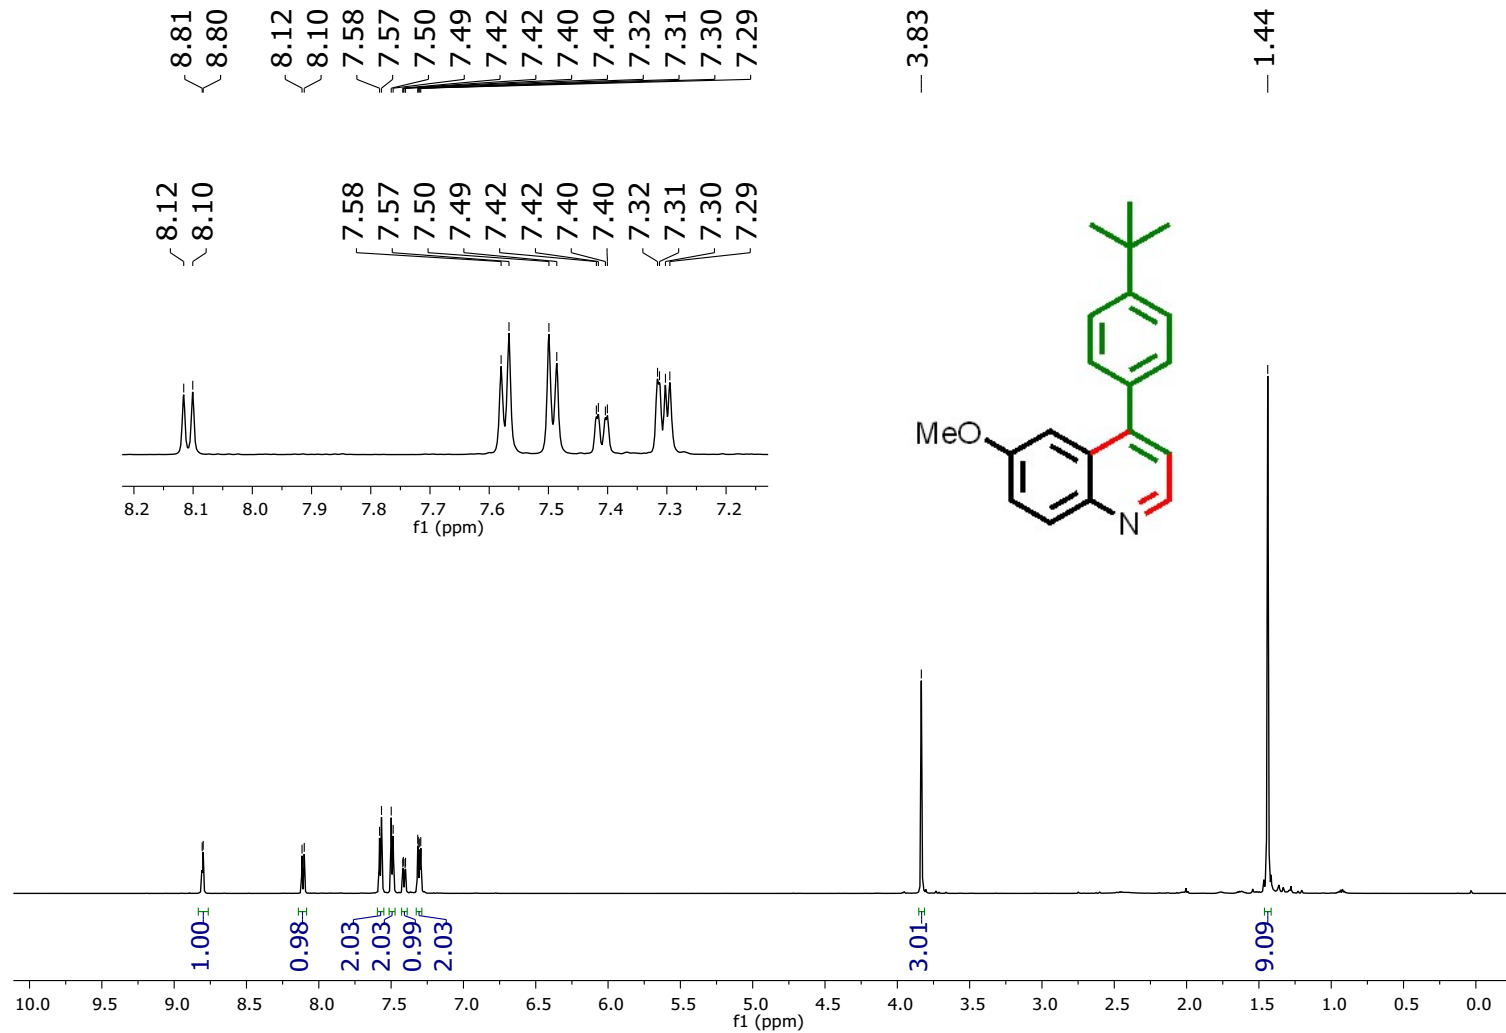 8.81 8.80 8.12 8.10 7.58 7.57 7.50 7.49 7.42 7.42 7.40 7.40 7.32 7.31 7.30 7.29 3.83 1.44
8.12 8.10 7.58 7.57 7.50 7.49 7.42 7.42 7.40 7.40 7.32 7.31 7.30 7.29
8.2 8.1 8.0 7.9 7.8 7.7 7.6 7.5 7.4 7.3 7.2
f1 (ppm)
MeO
N
1.00 0.98 2.03 2.03 0.99 2.03 3.01 9.09
10.0 9.5 9.0 8.5 8.0 7.5 7.0 6.5 6.0 5.5 5.0 4.5 4.0 3.5 3.0 2.5 2.0 1.5 1.0 0.5 0.0
f1 (ppm)